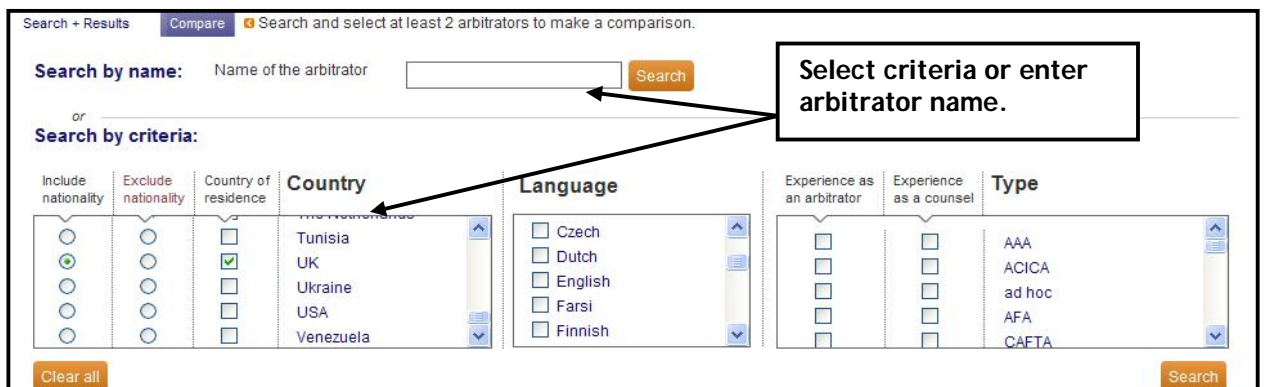 Search + Results Compare Search and select at least 2 arbitrators to make a comparison.
Search by name: Name of the arbitrator Search
Select criteria or enter
arbitrator name.
or
Search by criteria:
Include nationality Exclude nationality Country of residence Country Language Experience as an arbitrator Experience as a counsel Type
The Netherlands
Tunisia Czech AAA
UK Dutch ACICA
Ukraine English ad hoc
USA Farsi AFA
Venezuela Finnish CAFTA
Clear all Search